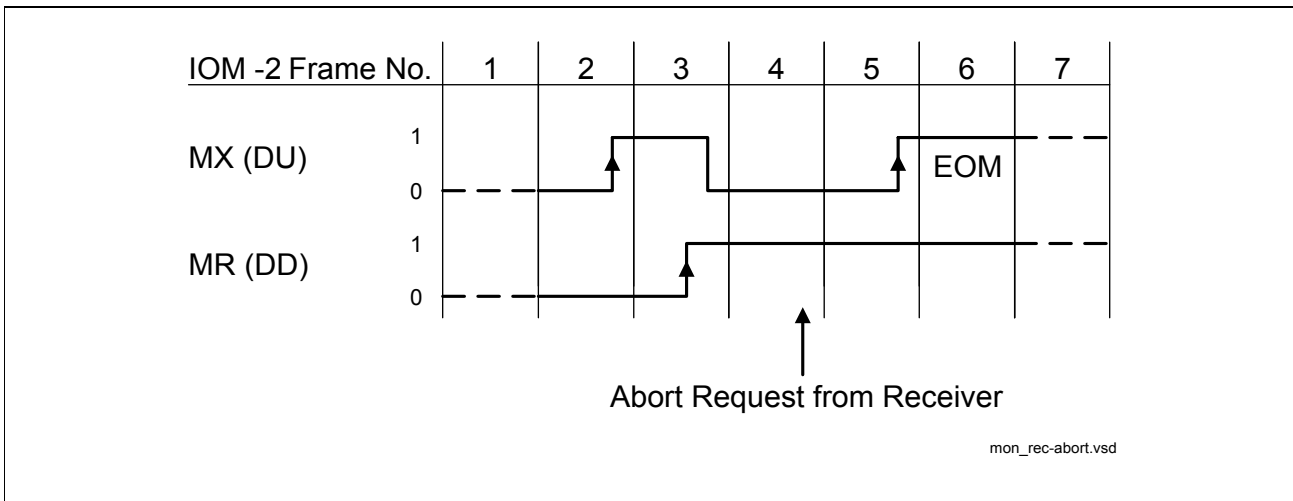 IOM -2 Frame No. 1 2 3 4 5 6 7
1
MX (DU)
0
EOM
1
MR (DD)
0
Abort Request from Receiver
mon_rec-abort.vsd